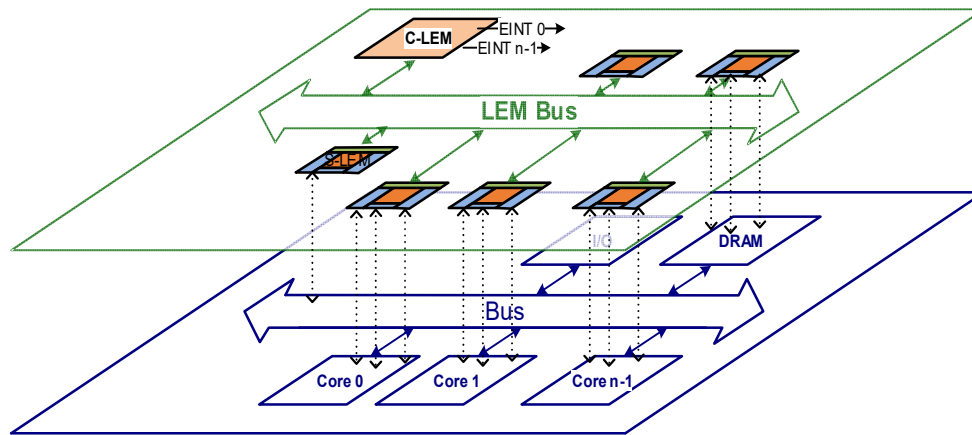 C-LEM
EINT 0
EINT n-1
LEM Bus
S-LEM
I/O
DRAM
Bus
Core 0
Core 1
Core n-1